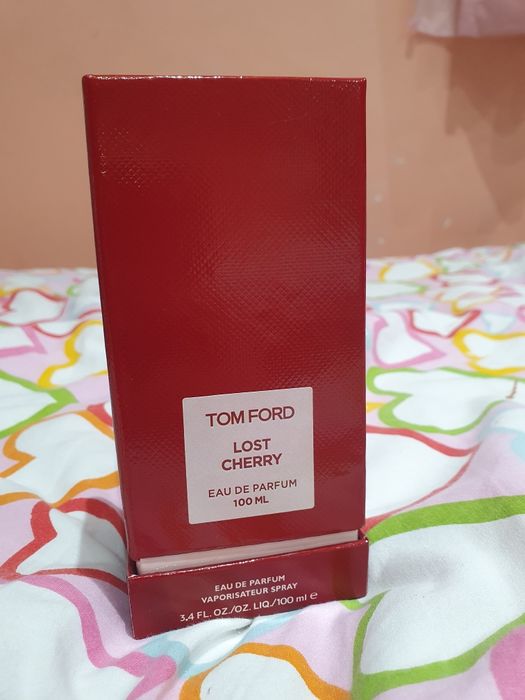 TOM FORD
LOST
CHERRY
EAU DE PARFUM
100 ML
EAU DE PARFUM
VAPORISATEUR SPRAY
3.4 FL. OZ./OZ. LIQ/100 ml ℮